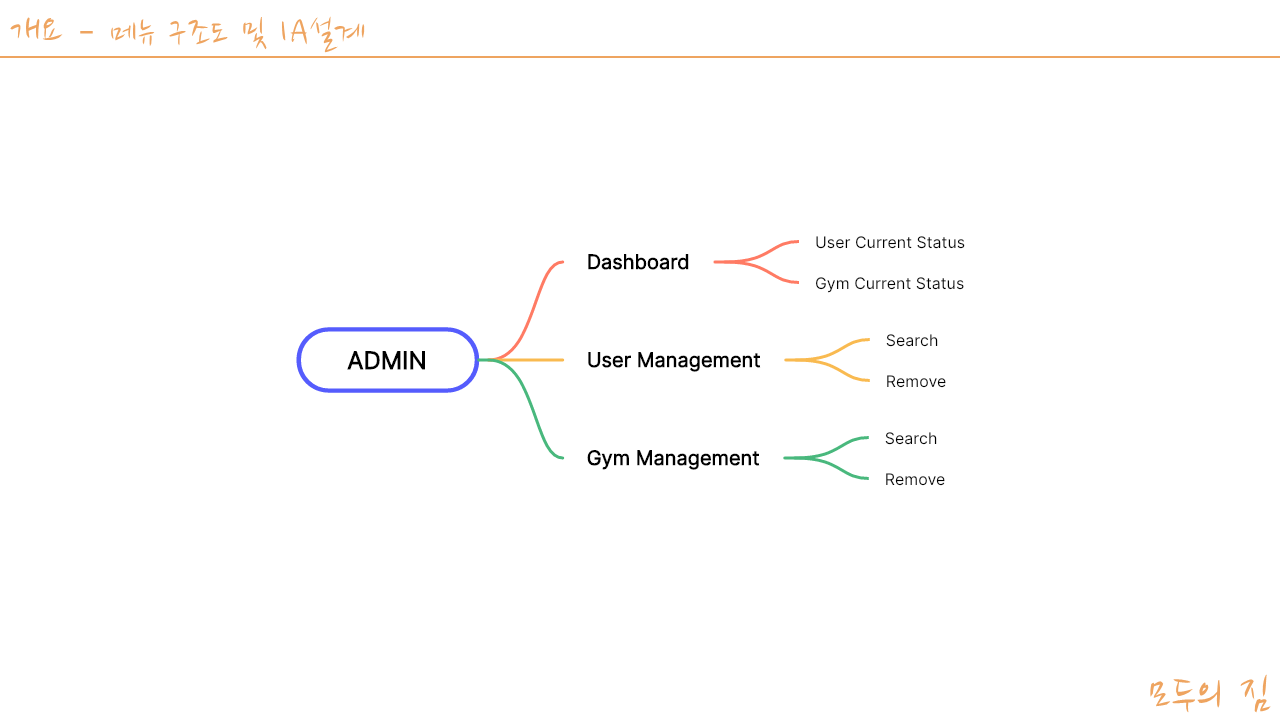 개요 - 메뉴 구조도 및 IA설계
ADMIN
Dashboard
User Current Status
Gym Current Status
User Management
Search
Remove
Gym Management
Search
Remove
모두의 짐